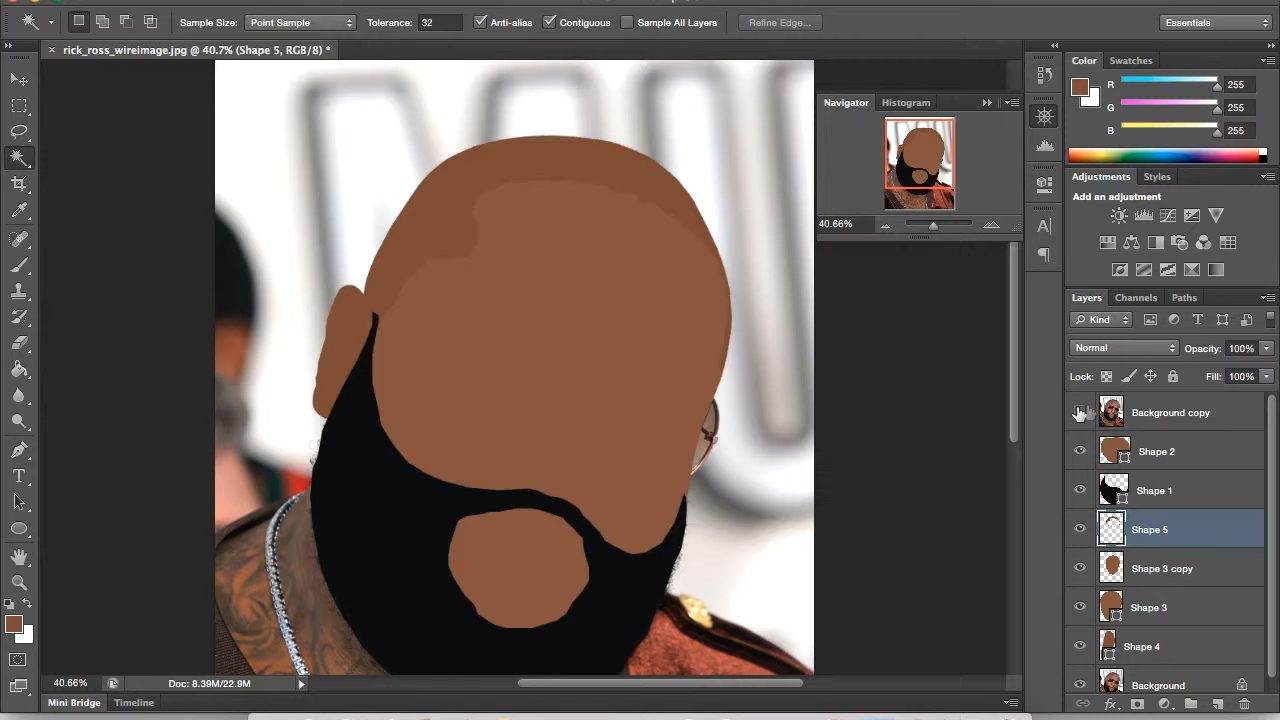 Sample Size: Point Sample Tolerance: 32 Anti-alias Contiguous Sample All Layers Refine Edge... Essentials
rick_ross_wireimage.jpg @ 40.7% (Shape 5, RGB/8) *
Color Swatches
R 255
G 255
B 255
Navigator Histogram
40.66%
Adjustments Styles
Add an adjustment
Layers Channels Paths
Kind
Normal Opacity: 100%
Lock: Fill: 100%
Background copy
Shape 2
Shape 1
Shape 5
Shape 3 copy
Shape 3
Shape 4
Background
40.66% Doc: 8.39M/22.9M
Mini Bridge Timeline